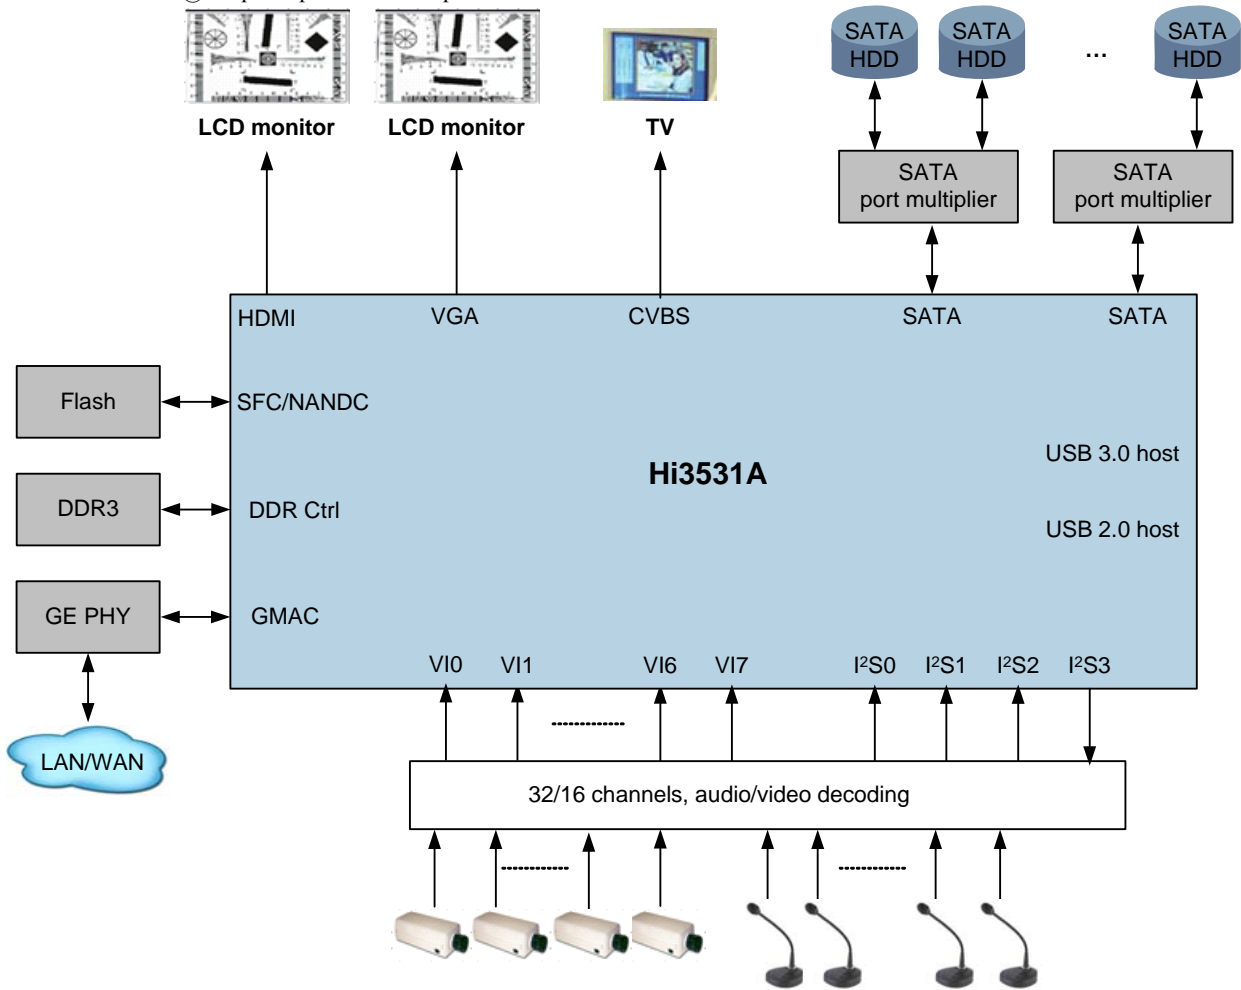 SATA
HDD
SATA
HDD
...
SATA
HDD
LCD monitor
LCD monitor
TV
SATA
port multiplier
SATA
port multiplier
HDMI
VGA
CVBS
SATA
SATA
Flash
SFC/NANDC
USB 3.0 host
Hi3531A
DDR3
DDR Ctrl
USB 2.0 host
GE PHY
GMAC
VI0
VI1
VI6
VI7
I²S0
I²S1
I²S2
I²S3
LAN/WAN
32/16 channels, audio/video decoding